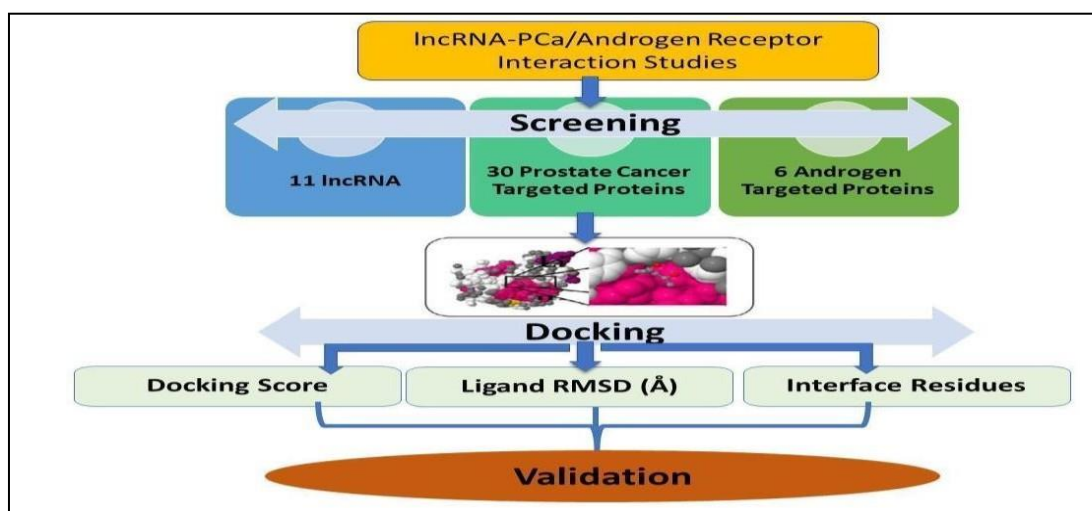 lncRNA-PCa/Androgen Receptor
Interaction Studies
Screening
11 lncRNA
30 Prostate Cancer
Targeted Proteins
6 Androgen
Targeted Proteins
Docking
Docking Score
Ligand RMSD (Å)
Interface Residues
Validation